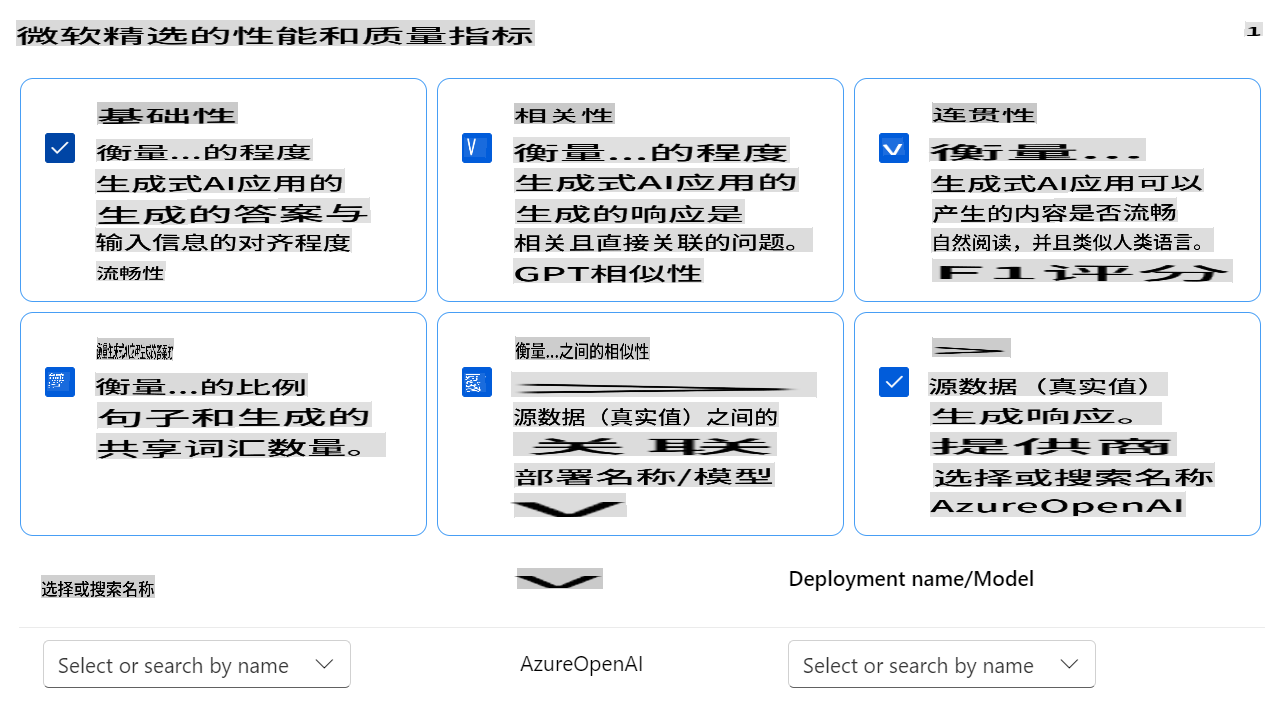 微软精选的性能和质量指标
1
基础性
衡量...的程度
生成式AI应用的
生成的答案与
输入信息的对齐程度
流畅性
V
相关性
衡量...的程度
生成式AI应用的
生成的响应是
相关且直接关联的问题。
GPT相似性
连贯性
衡量...
生成式AI应用可以
产生的内容是否流畅
自然阅读，并且类似人类语言。
F1评分
衡量...的比例
句子和生成的
共享词汇数量。
衡量...之间的相似性
源数据（真实值）之间的
关联
部署名称/模型
源数据（真实值）
生成响应。
提供商
选择或搜索名称
AzureOpenAI
选择或搜索名称
Deployment name/Model
Select or search by name
AzureOpenAI
Select or search by name